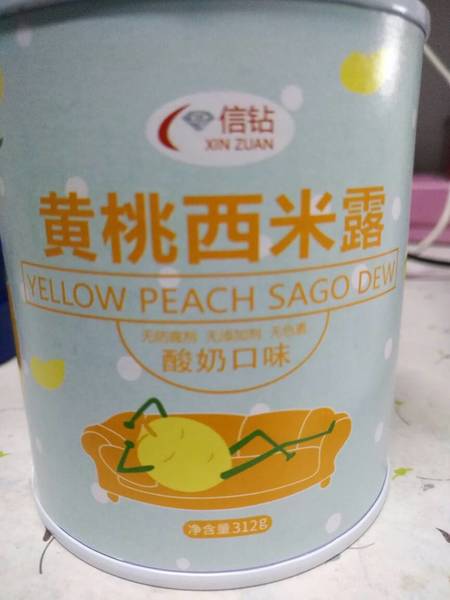 信钻
XIN ZUAN
黄桃西米露
YELLOW PEACH SAGO DEW
无防腐剂 无添加剂 无色素
酸奶口味
净含量312g